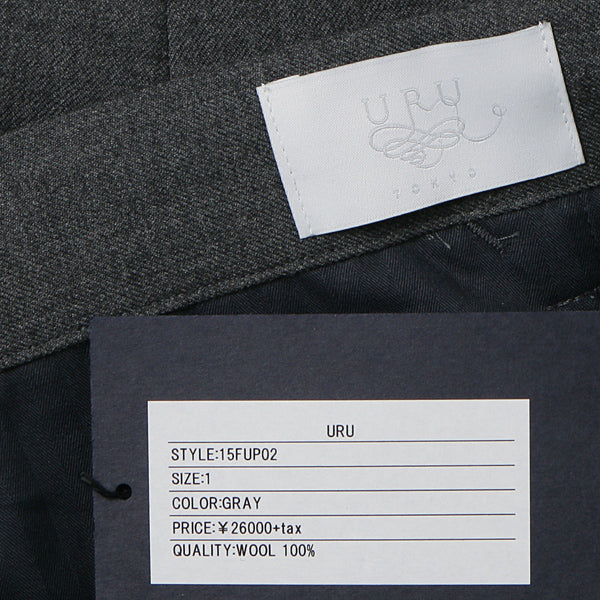 URU
TOKYO
URU
STYLE:15FUP02
SIZE:1
COLOR:GRAY
PRICE:¥26000+tax
QUALITY:WOOL 100%